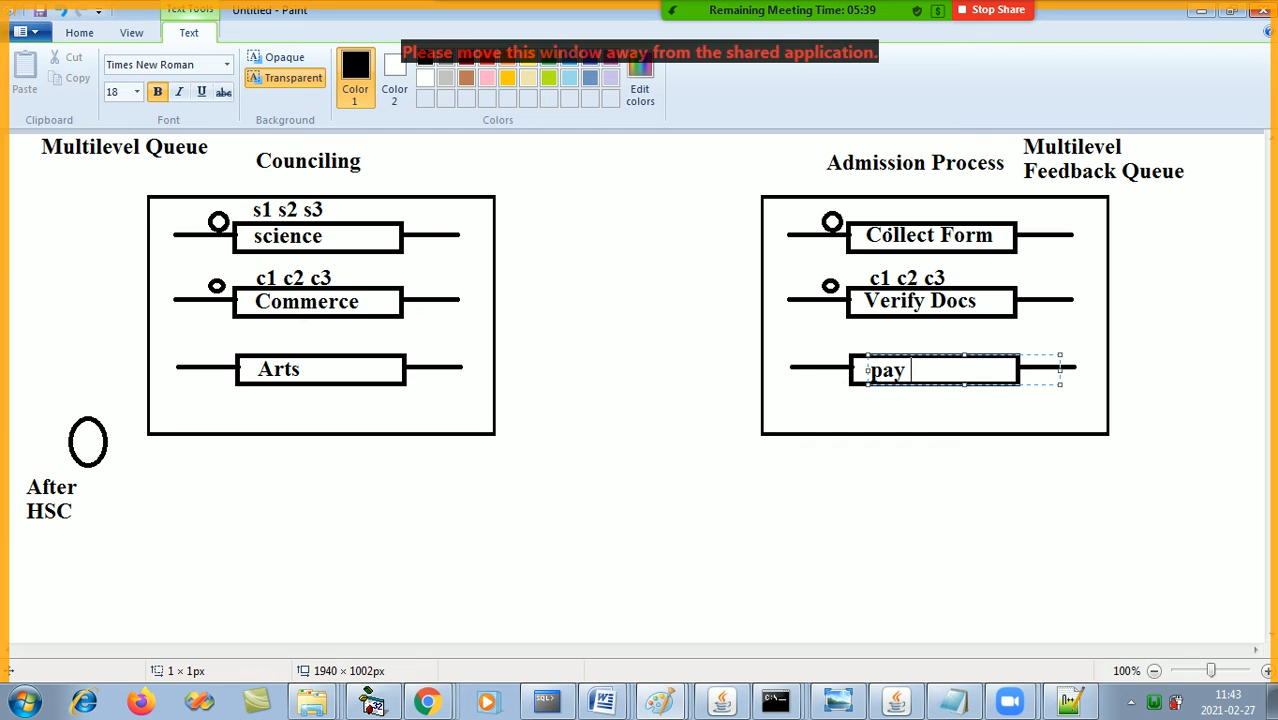 Text Tools
Untitled - Paint
Remaining Meeting Time: 05:39
$
Stop Share
Home
View
Text
Please move this window away from the shared application.
Paste
Cut
Copy
Clipboard
Times New Roman
18
B
I
U
abc
Font
Opaque
Transparent
Background
Color
1
Color
2
Edit
colors
Colors
Multilevel Queue
Counciling
s1 s2 s3
science
c1 c2 c3
Commerce
Arts
After
HSC
Admission Process
Multilevel
Feedback Queue
Collect Form
c1 c2 c3
Verify Docs
pay
1 × 1px
1940 × 1002px
100%
32
SQL>
11:43
2021-02-27